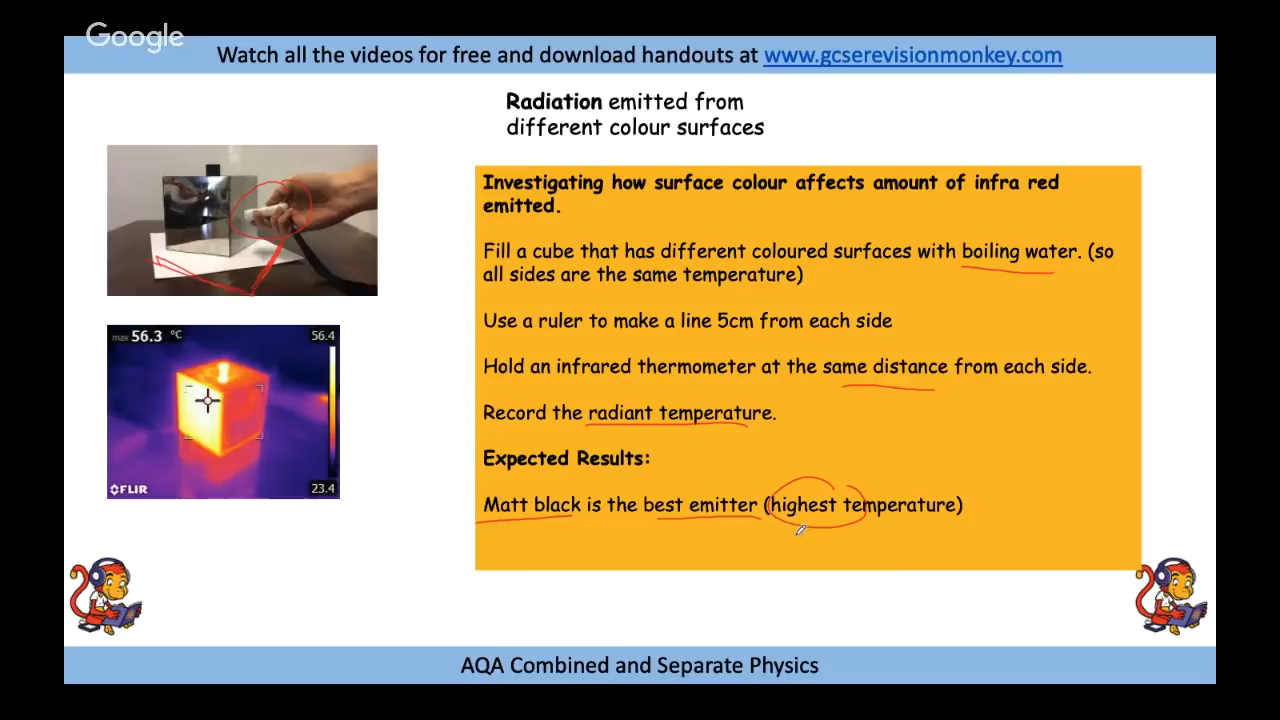 Google
Watch all the videos for free and download handouts at www.gcserevisionmonkey.com
Radiation emitted from
different colour surfaces
Investigating how surface colour affects amount of infra red
emitted.
Fill a cube that has different coloured surfaces with boiling water. (so
all sides are the same temperature)
Use a ruler to make a line 5cm from each side
Hold an infrared thermometer at the same distance from each side.
Record the radiant temperature.
Expected Results:
Matt black is the best emitter (highest temperature)
max 56.3 °C
56.4
23.4
FLIR
AQA Combined and Separate Physics